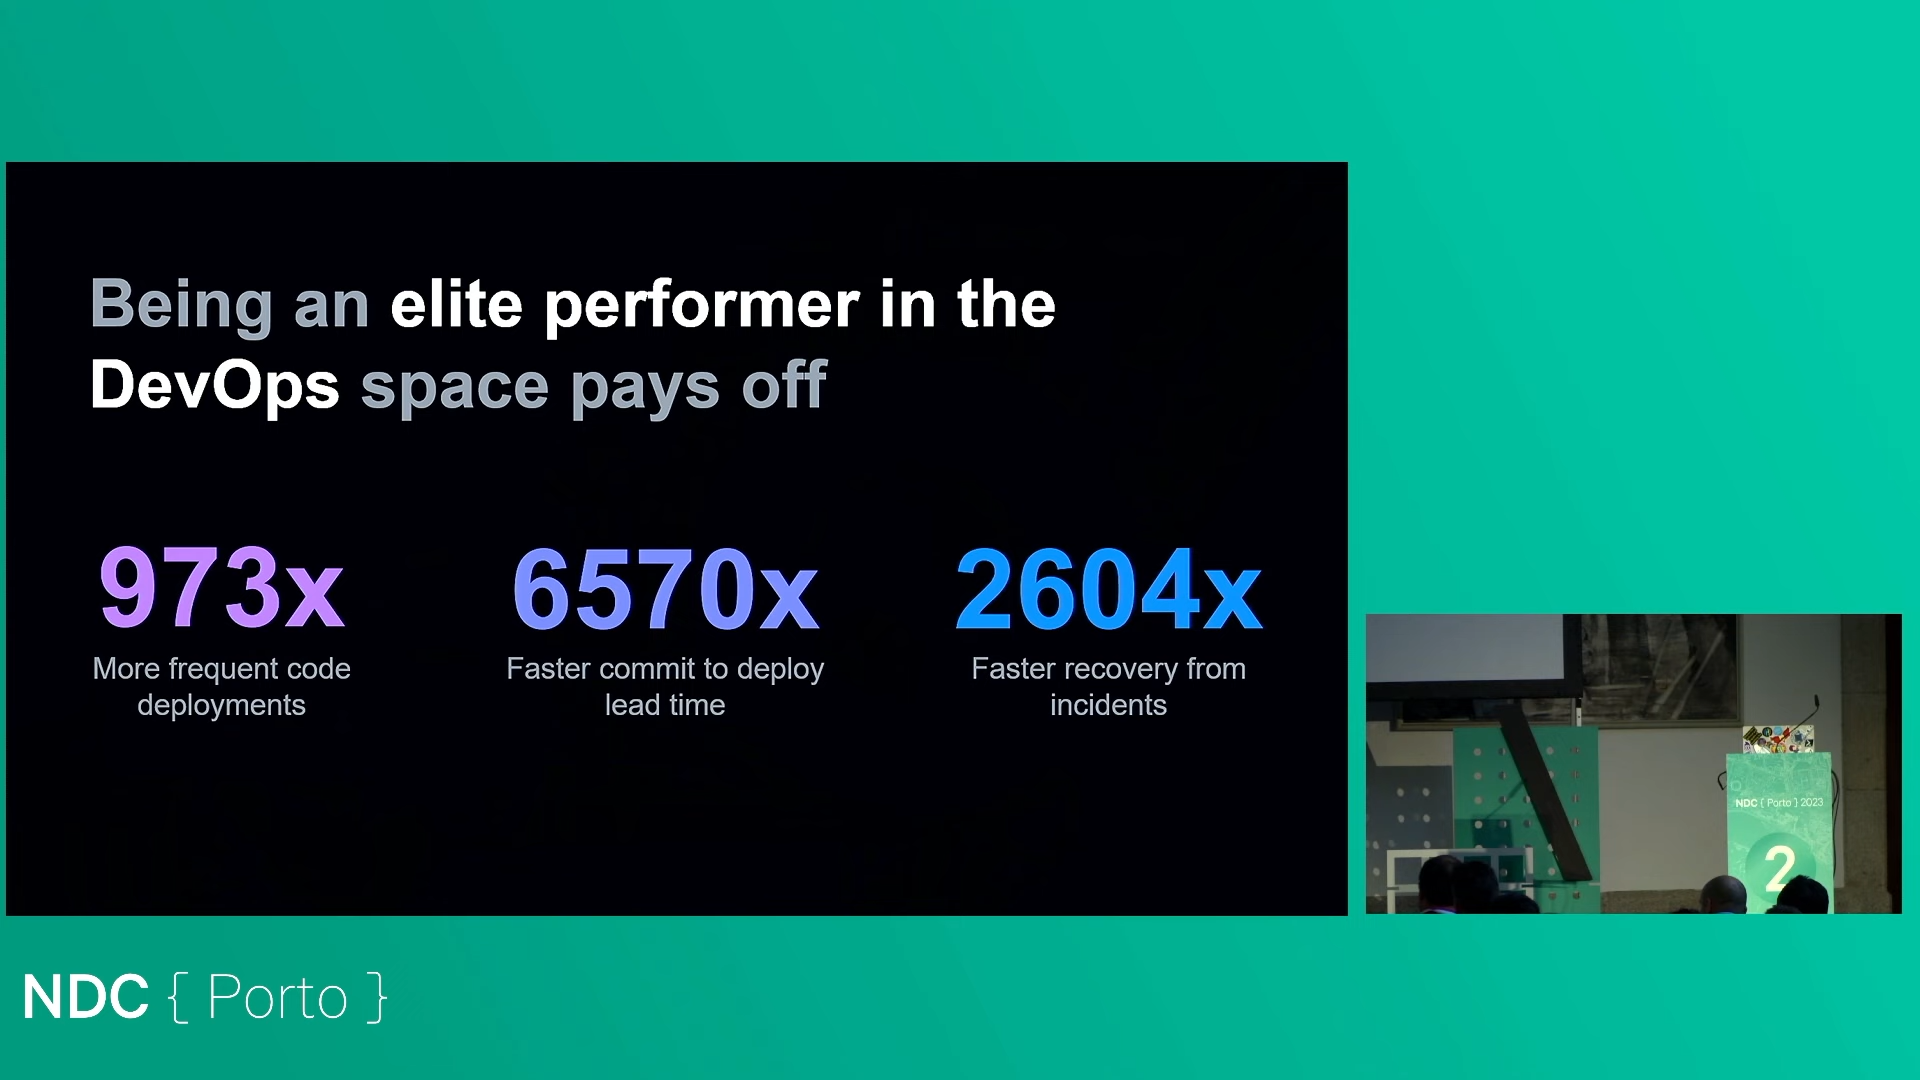 Being an elite performer in the
DevOps space pays off
973x
More frequent code
deployments
6570x
Faster commit to deploy
lead time
2604x
Faster recovery from
incidents
NDC { Porto } 2023
2
NDC { Porto }